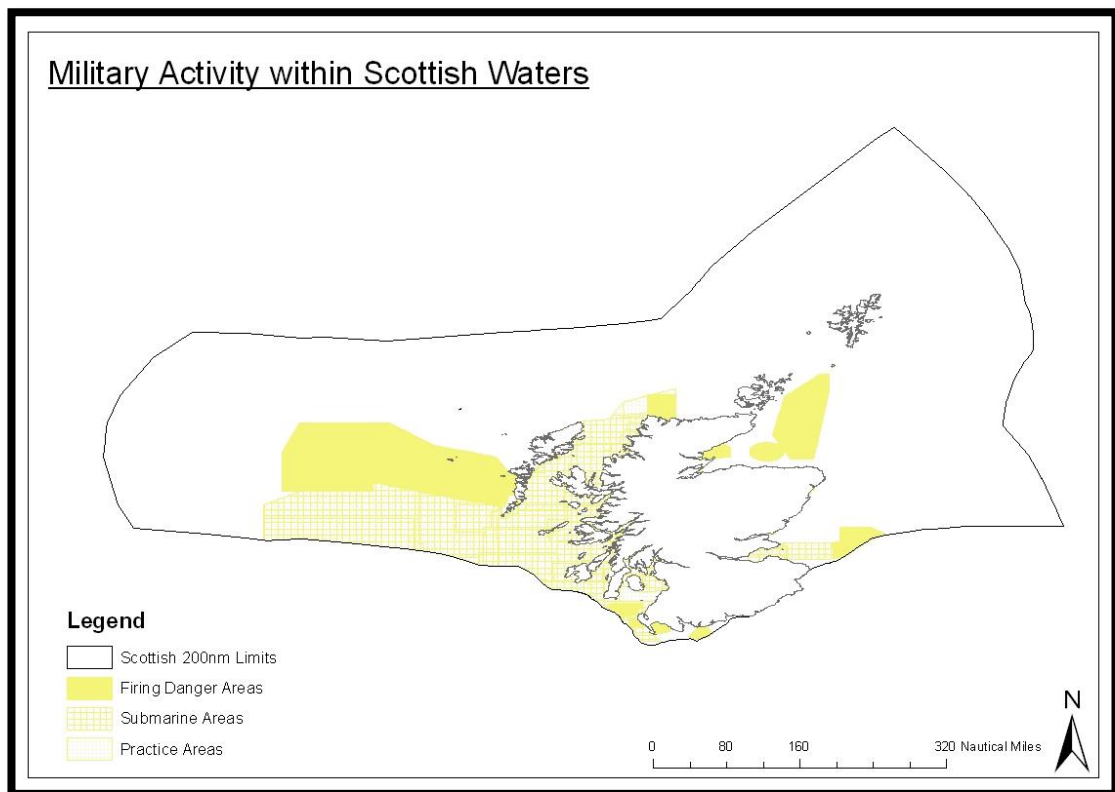 Military Activity within Scottish Waters
Legend
Scottish 200nm Limits
Firing Danger Areas
Submarine Areas
Practice Areas
0 80 160 320 Nautical Miles
N